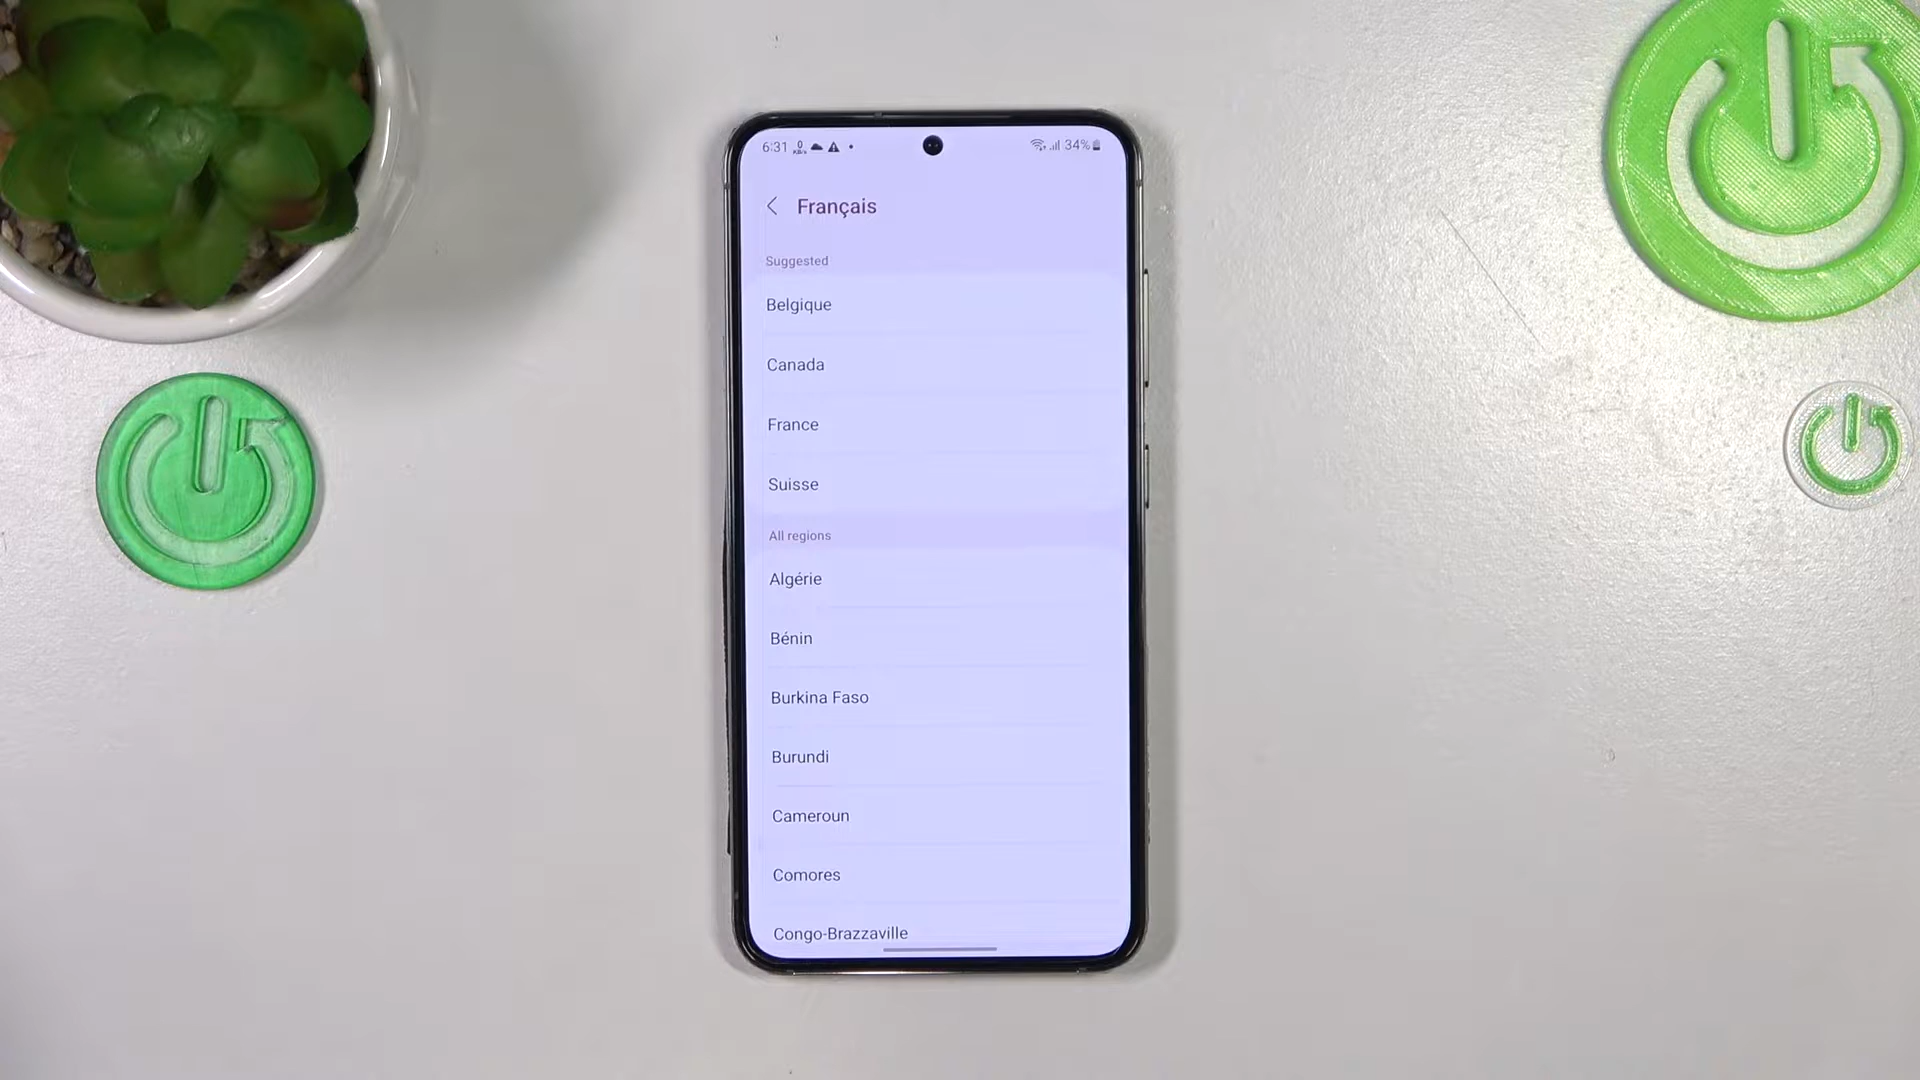 6:31
34%
Français
Suggested
Belgique
Canada
France
Suisse
All regions
Algérie
Bénin
Burkina Faso
Burundi
Cameroun
Comores
Congo-Brazzaville